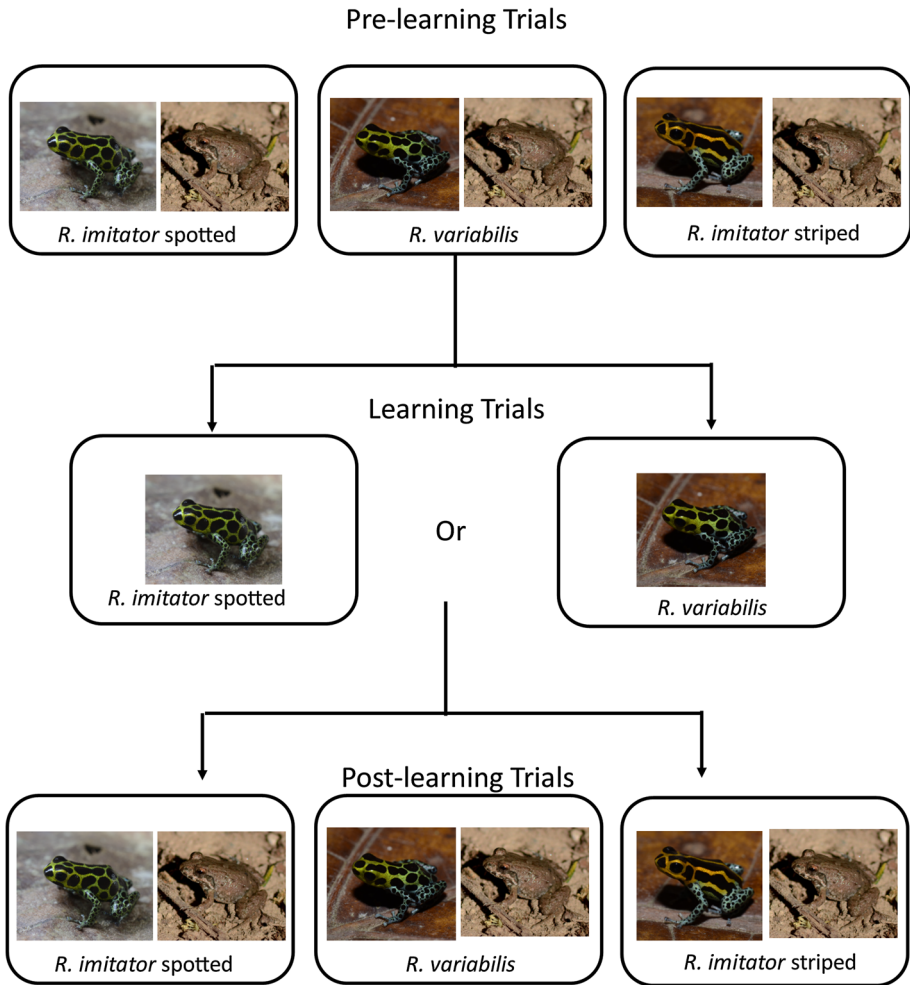 Pre-learning Trials
R. imitator spotted
R. variabilis
R. imitator striped
Learning Trials
R. imitator spotted
Or
R. variabilis
Post-learning Trials
R. imitator spotted
R. variabilis
R. imitator striped